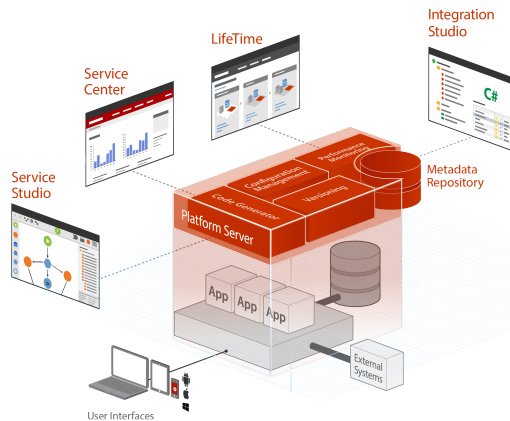 Integration
Studio
LifeTime
Service
Center
C#
Performance
Monitoring
Configuration
Management
Metadata
Repository
Service
Studio
Code Generator
Versioning
Platform Server
App
App
App
External
Systems
User Interfaces